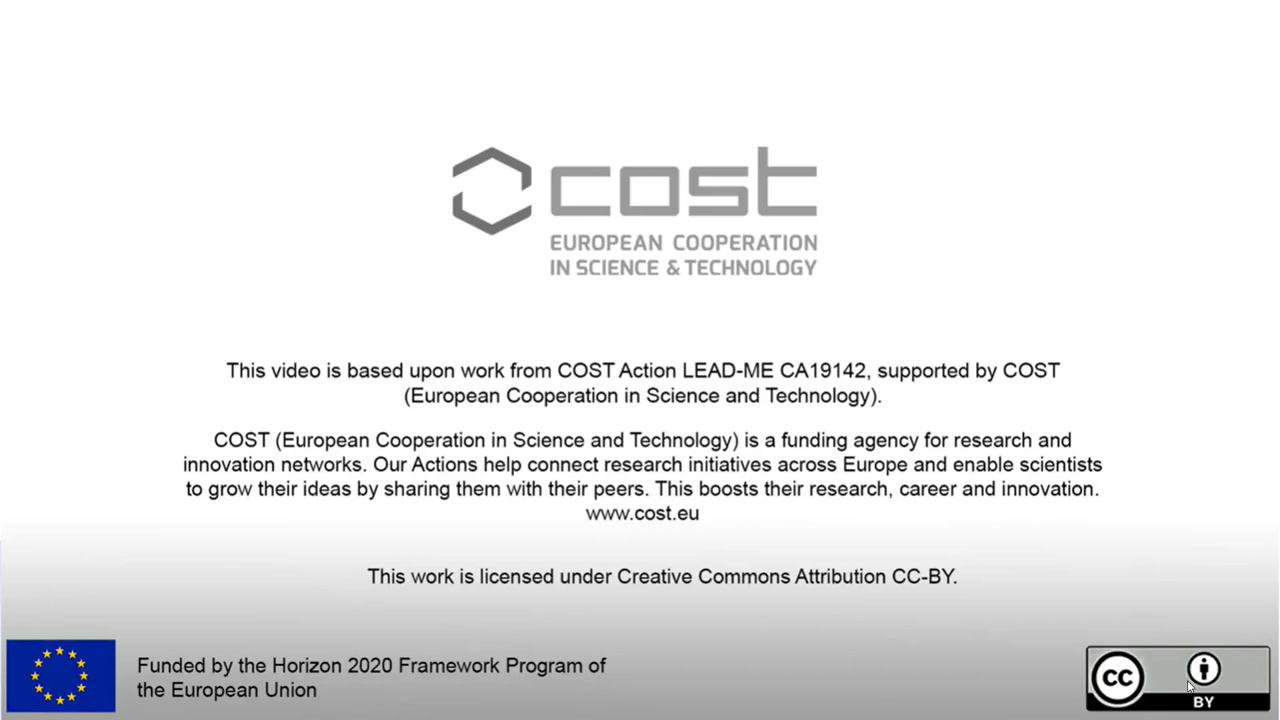 cost
EUROPEAN COOPERATION
IN SCIENCE & TECHNOLOGY
This video is based upon work from COST Action LEAD-ME CA19142, supported by COST
(European Cooperation in Science and Technology).
COST (European Cooperation in Science and Technology) is a funding agency for research and
innovation networks. Our Actions help connect research initiatives across Europe and enable scientists
to grow their ideas by sharing them with their peers. This boosts their research, career and innovation.
www.cost.eu
This work is licensed under Creative Commons Attribution CC-BY.
Funded by the Horizon 2020 Framework Program of
the European Union
CC
BY